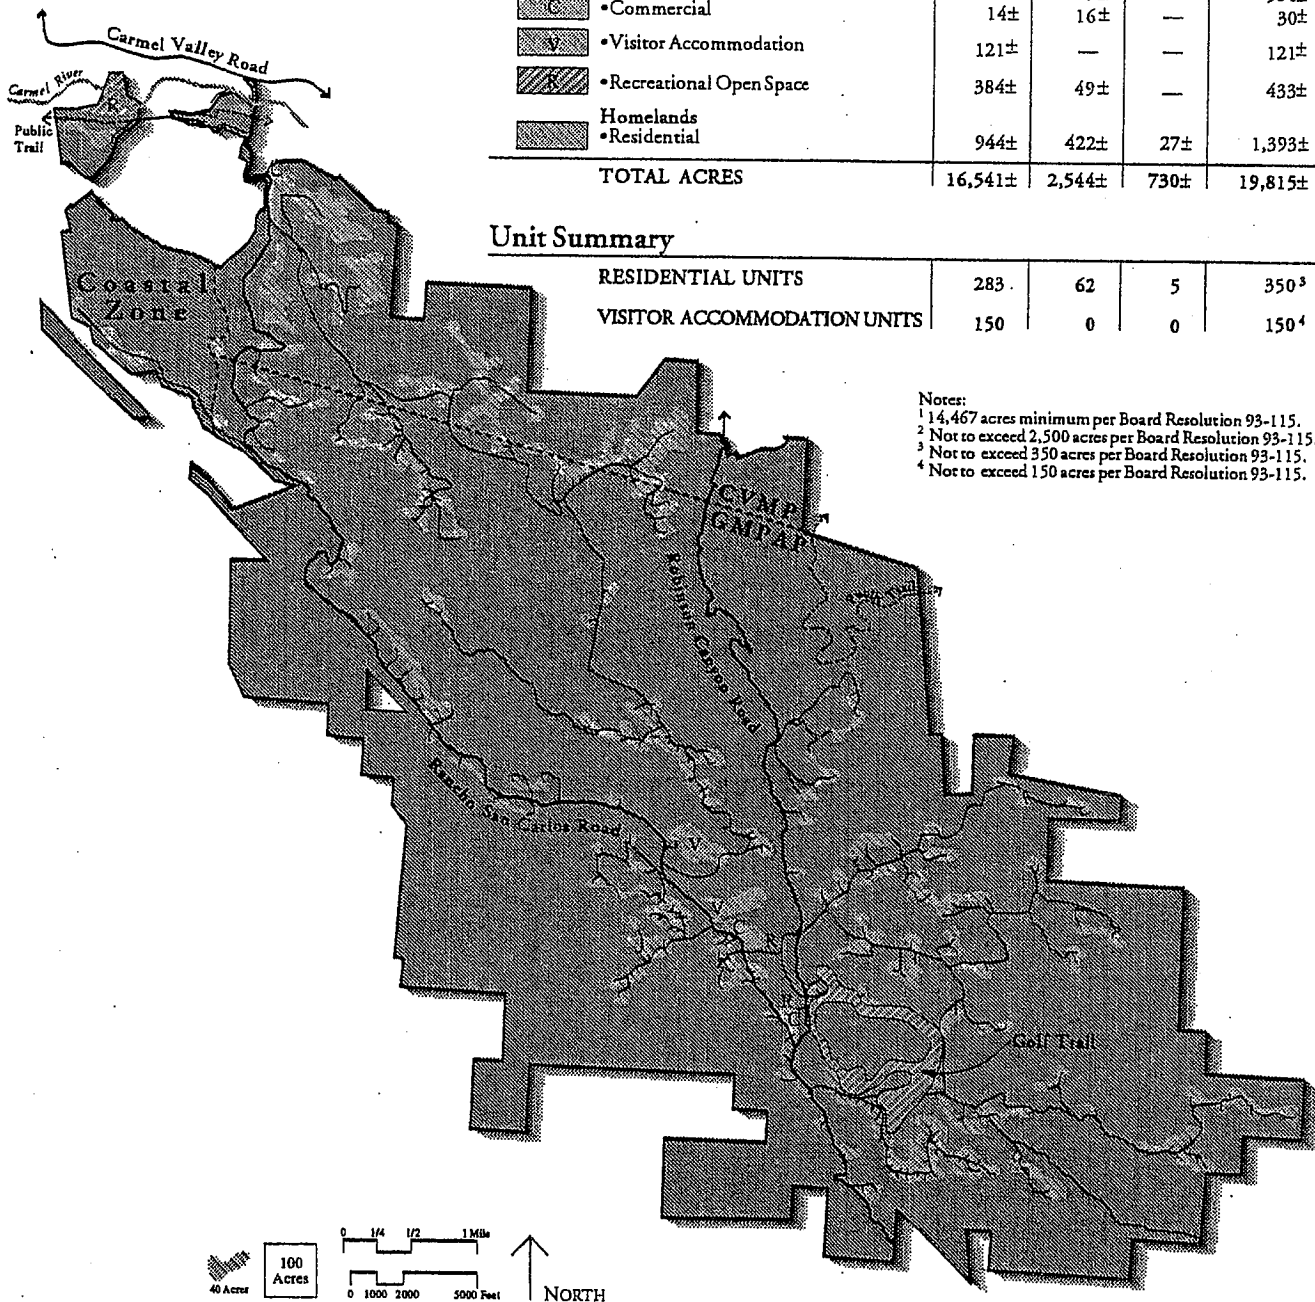 C •Commercial 14± 16± — 30±
V •Visitor Accommodation 121± — — 121±
R •Recreational Open Space 384± 49± — 433±
Homelands
•Residential 944± 422± 27± 1,393±
TOTAL ACRES 16,541± 2,544± 730± 19,815±
Unit Summary
RESIDENTIAL UNITS 283 62 5 350³
VISITOR ACCOMMODATION UNITS 150 0 0 150⁴
Notes:
¹ 14,467 acres minimum per Board Resolution 93-115.
² Not to exceed 2,500 acres per Board Resolution 93-115
³ Not to exceed 350 acres per Board Resolution 93-115.
⁴ Not to exceed 150 acres per Board Resolution 93-115.
Carmel Valley Road
Carmel River
R
Public
Trail
C
Coastal
Zone
CVMP
GMPAP
Robinson Canyon Road
Rancho San Carlos Road
V
V
Golf Trail
40 Acres
100
Acres
0 1/4 1/2 1 Mile
0 1000 2000 5000 Feet
NORTH